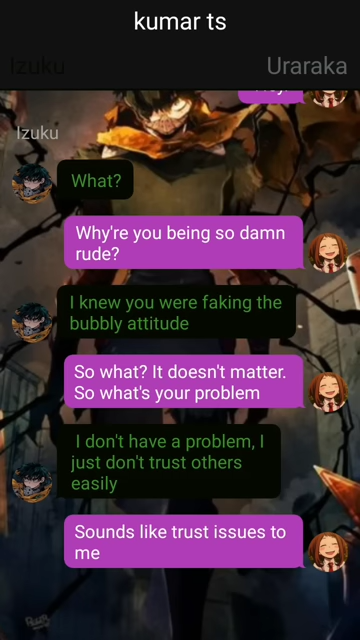 kumar ts
Izuku
Uraraka
Hey!
Izuku
What?
Why're you being so damn
rude?
I knew you were faking the
bubbly attitude
So what? It doesn't matter.
So what's your problem
I don't have a problem, I
just don't trust others
easily
Sounds like trust issues to
me